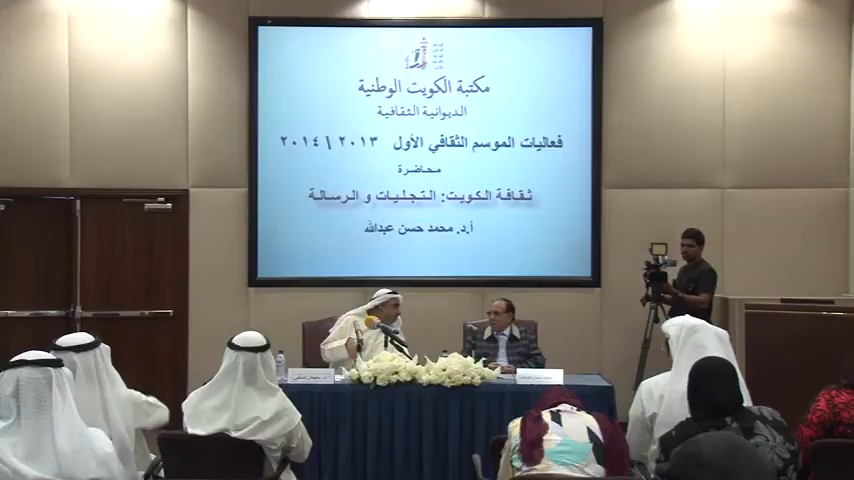 مكتبة الكويت الوطنية
الديوانية الثقافية
فعاليات الموسم الثقافي الأول ٢٠١٣ \ ٢٠١٤
محاضرة
ثقافة الكويت: التجليات و الرسالة
أ.د. محمد حسن عبدالله